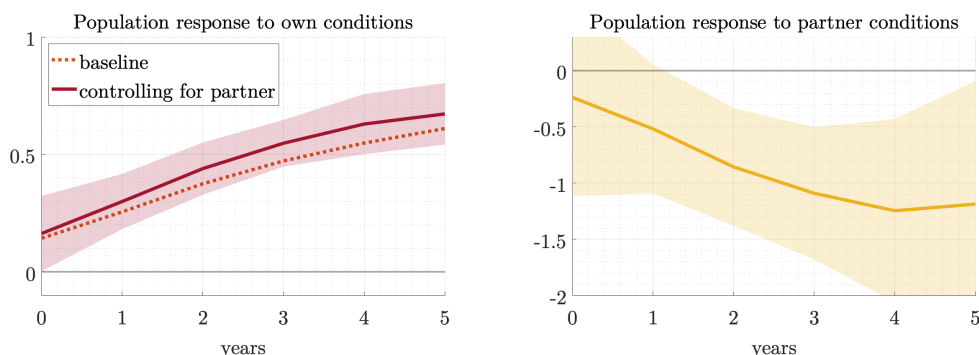 Population response to own conditions
1
0.5
0
baseline
controlling for partner
0 1 2 3 4 5
years
Population response to partner conditions
0
-0.5
-1
-1.5
-2
0 1 2 3 4 5
years